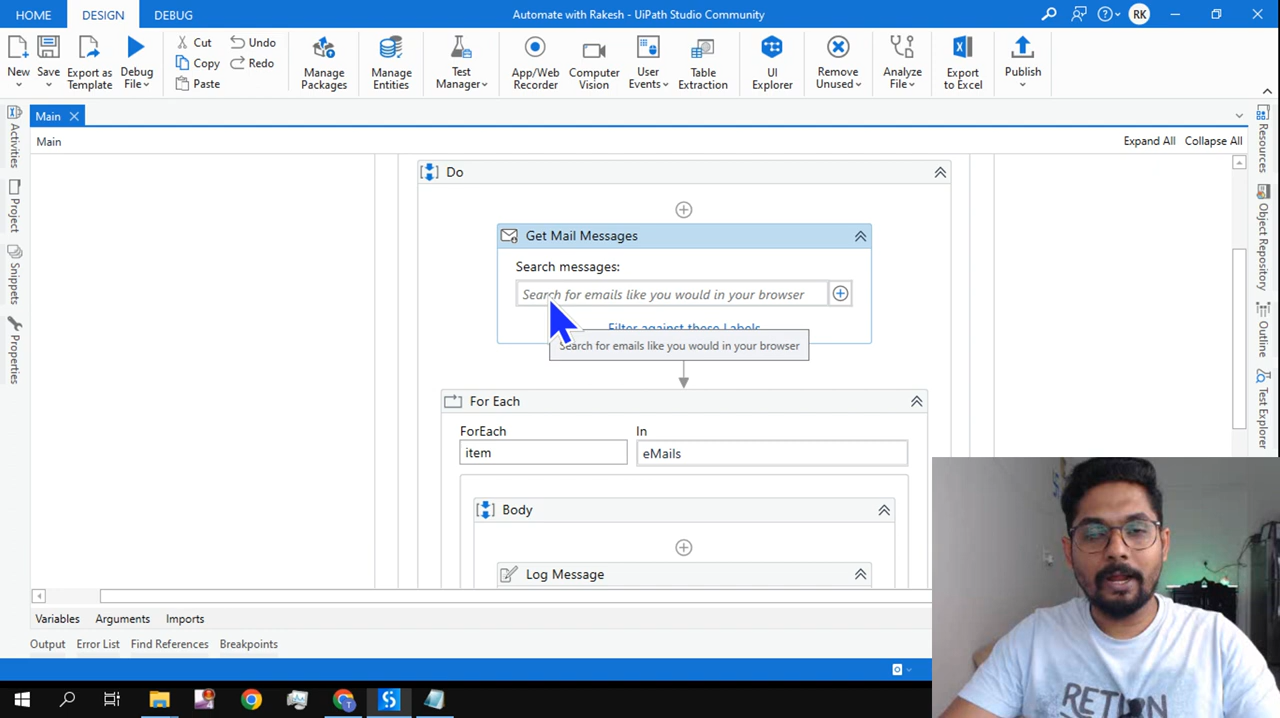 HOME DESIGN DEBUG Automate with Rakesh - UiPath Studio Community RK
New Save Export as Template Debug File Cut Copy Paste Undo Redo Manage Packages Manage Entities Test Manager App/Web Recorder Computer Vision User Events Table Extraction UI Explorer Remove Unused Analyze File Export to Excel Publish
Main
Main Expand All Collapse All
Activities
Project
Snippets
Properties
Resources
Object Repository
Outline
Test Explorer
Do
Get Mail Messages
Search messages:
Search for emails like you would in your browser
Filter against these Labels
Search for emails like you would in your browser
For Each
ForEach In
item eMails
Body
Log Message
Variables Arguments Imports
Output Error List Find References Breakpoints
RETURN